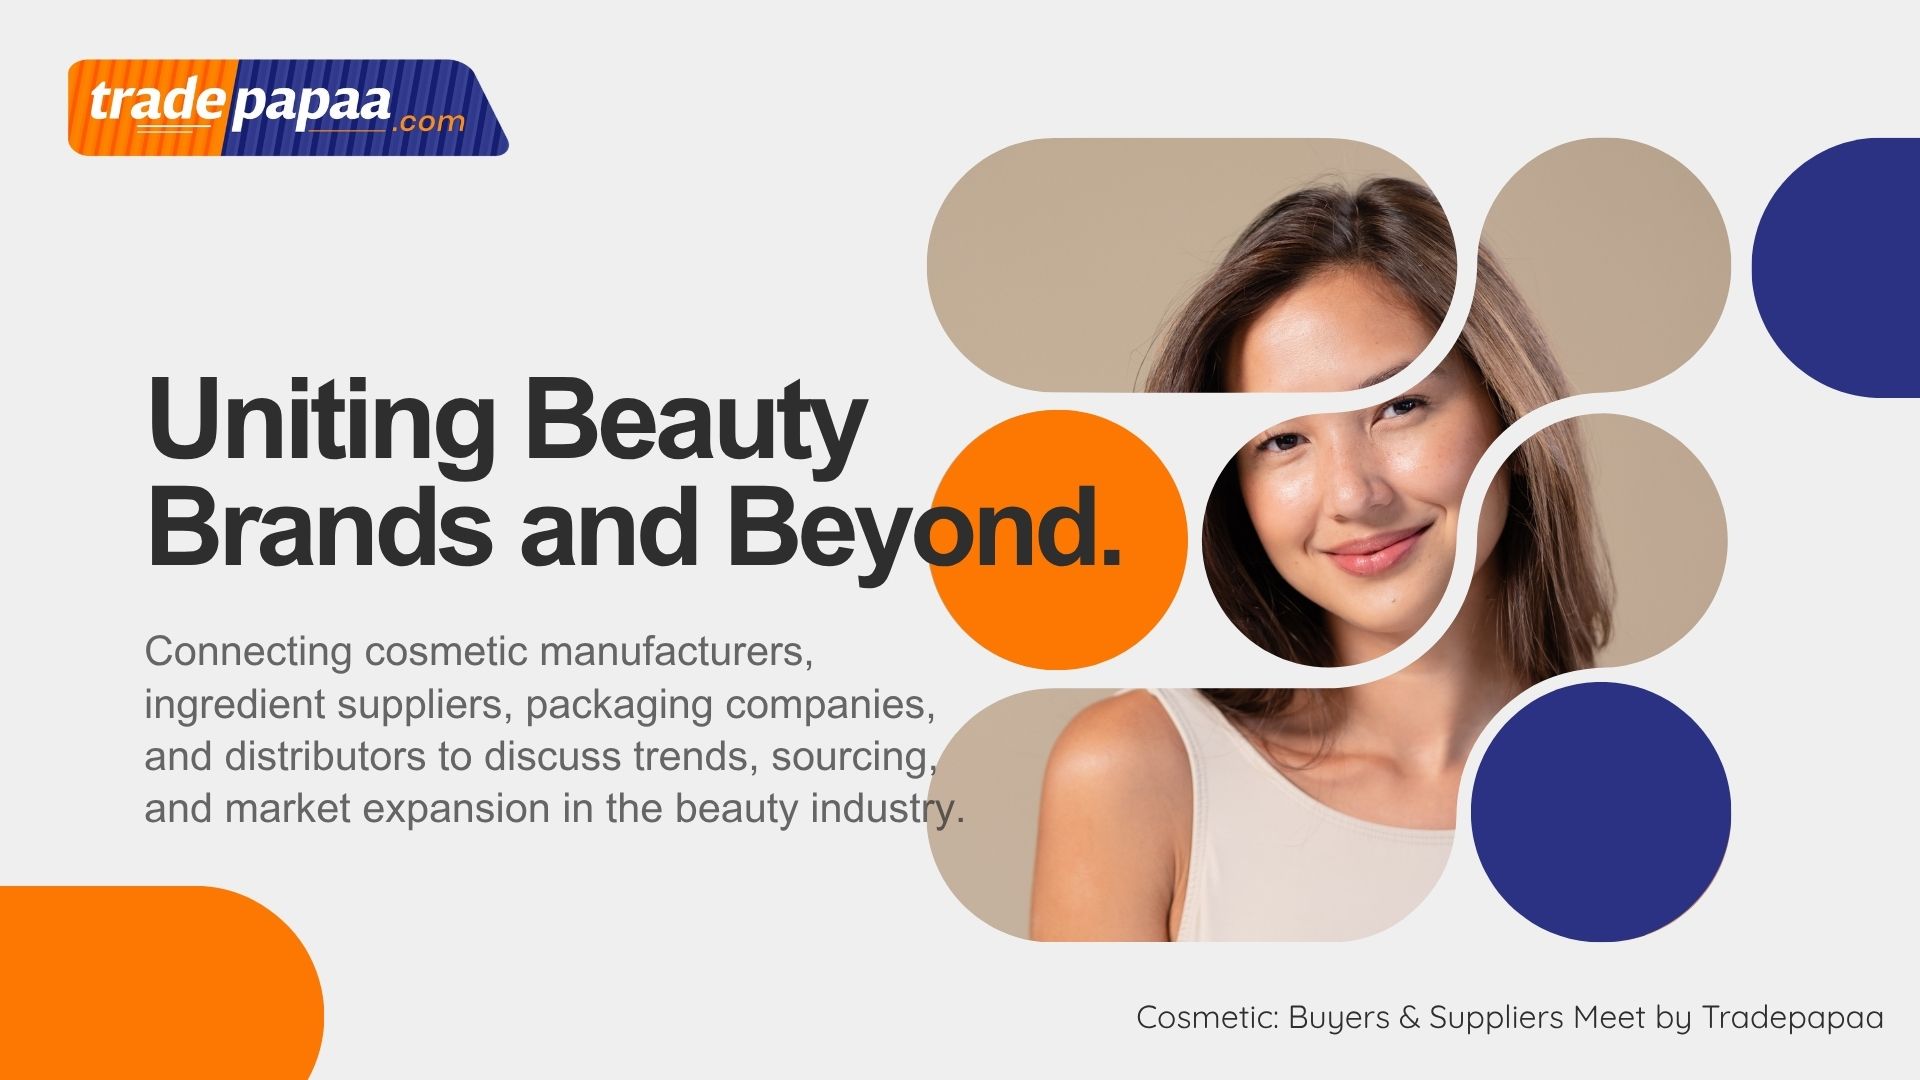 tradepapaa.com
Uniting Beauty
Brands and Beyond.
Connecting cosmetic manufacturers,
ingredient suppliers, packaging companies,
and distributors to discuss trends, sourcing,
and market expansion in the beauty industry.
Cosmetic: Buyers & Suppliers Meet by Tradepapaa